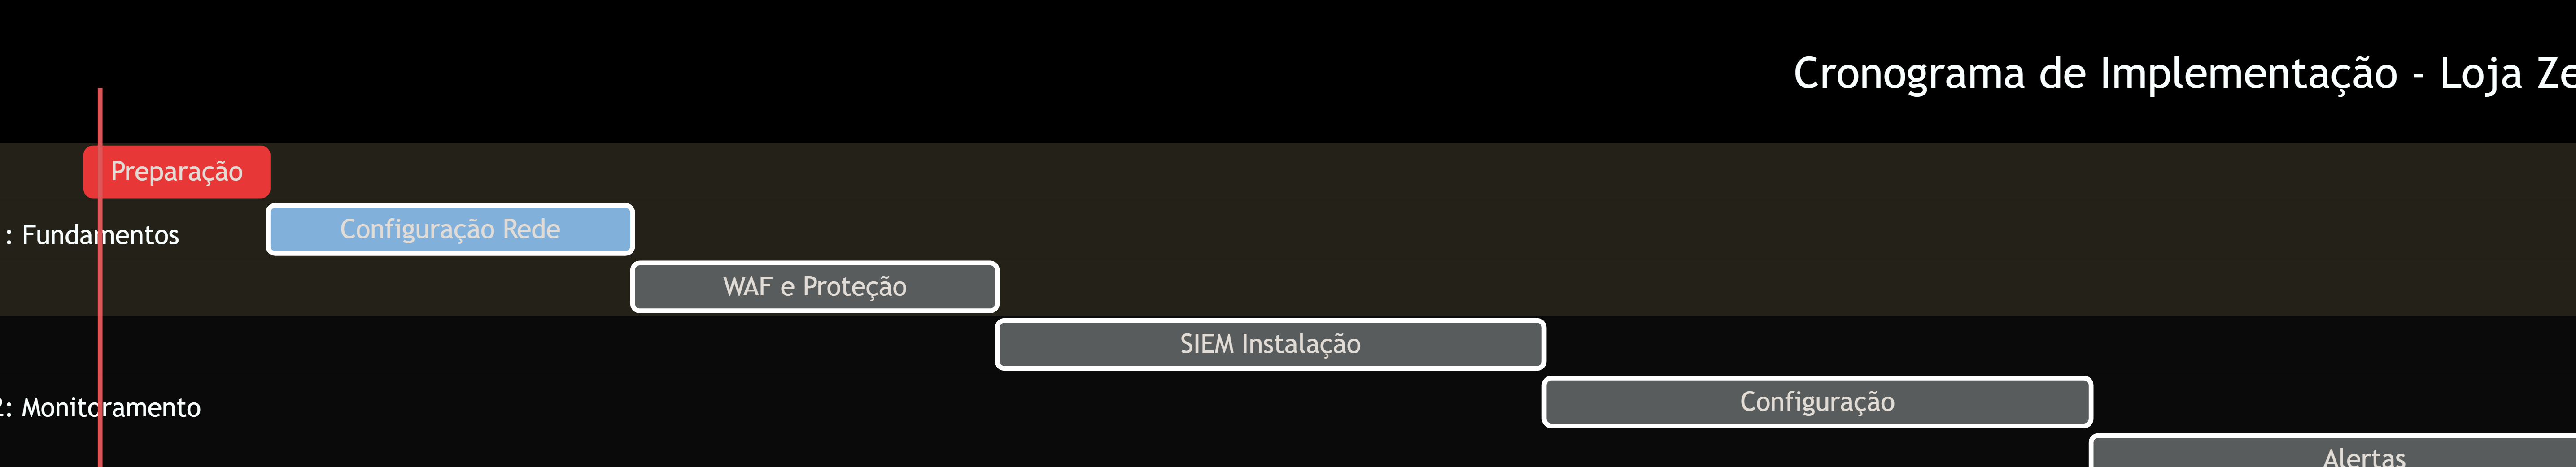 Cronograma de Implementação - Loja Ze
Preparação
: Fundamentos
Configuração Rede
WAF e Proteção
SIEM Instalação
2: Monitoramento
Configuração
Alertas